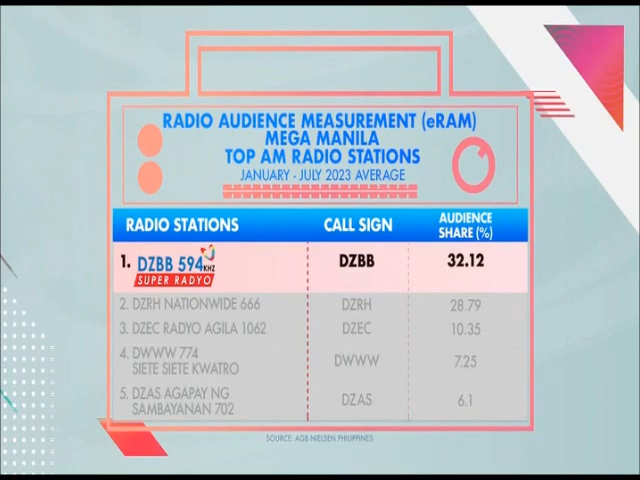 RADIO AUDIENCE MEASUREMENT (eRAM)
MEGA MANILA
TOP AM RADIO STATIONS
JANUARY - JULY 2023 AVERAGE
RADIO STATIONS CALL SIGN AUDIENCE SHARE (%)
1. DZBB 594 KHZ SUPER RADYO DZBB 32.12
2. DZRH NATIONWIDE 666 DZRH 28.79
3. DZEC RADYO AGILA 1062 DZEC 10.35
4. DWWW 774 SIETE SIETE KWATRO DWWW 7.25
5. DZAS AGAPAY NG SAMBAYANAN 702 DZAS 6.1
SOURCE: AGB NIELSEN PHILIPPINES